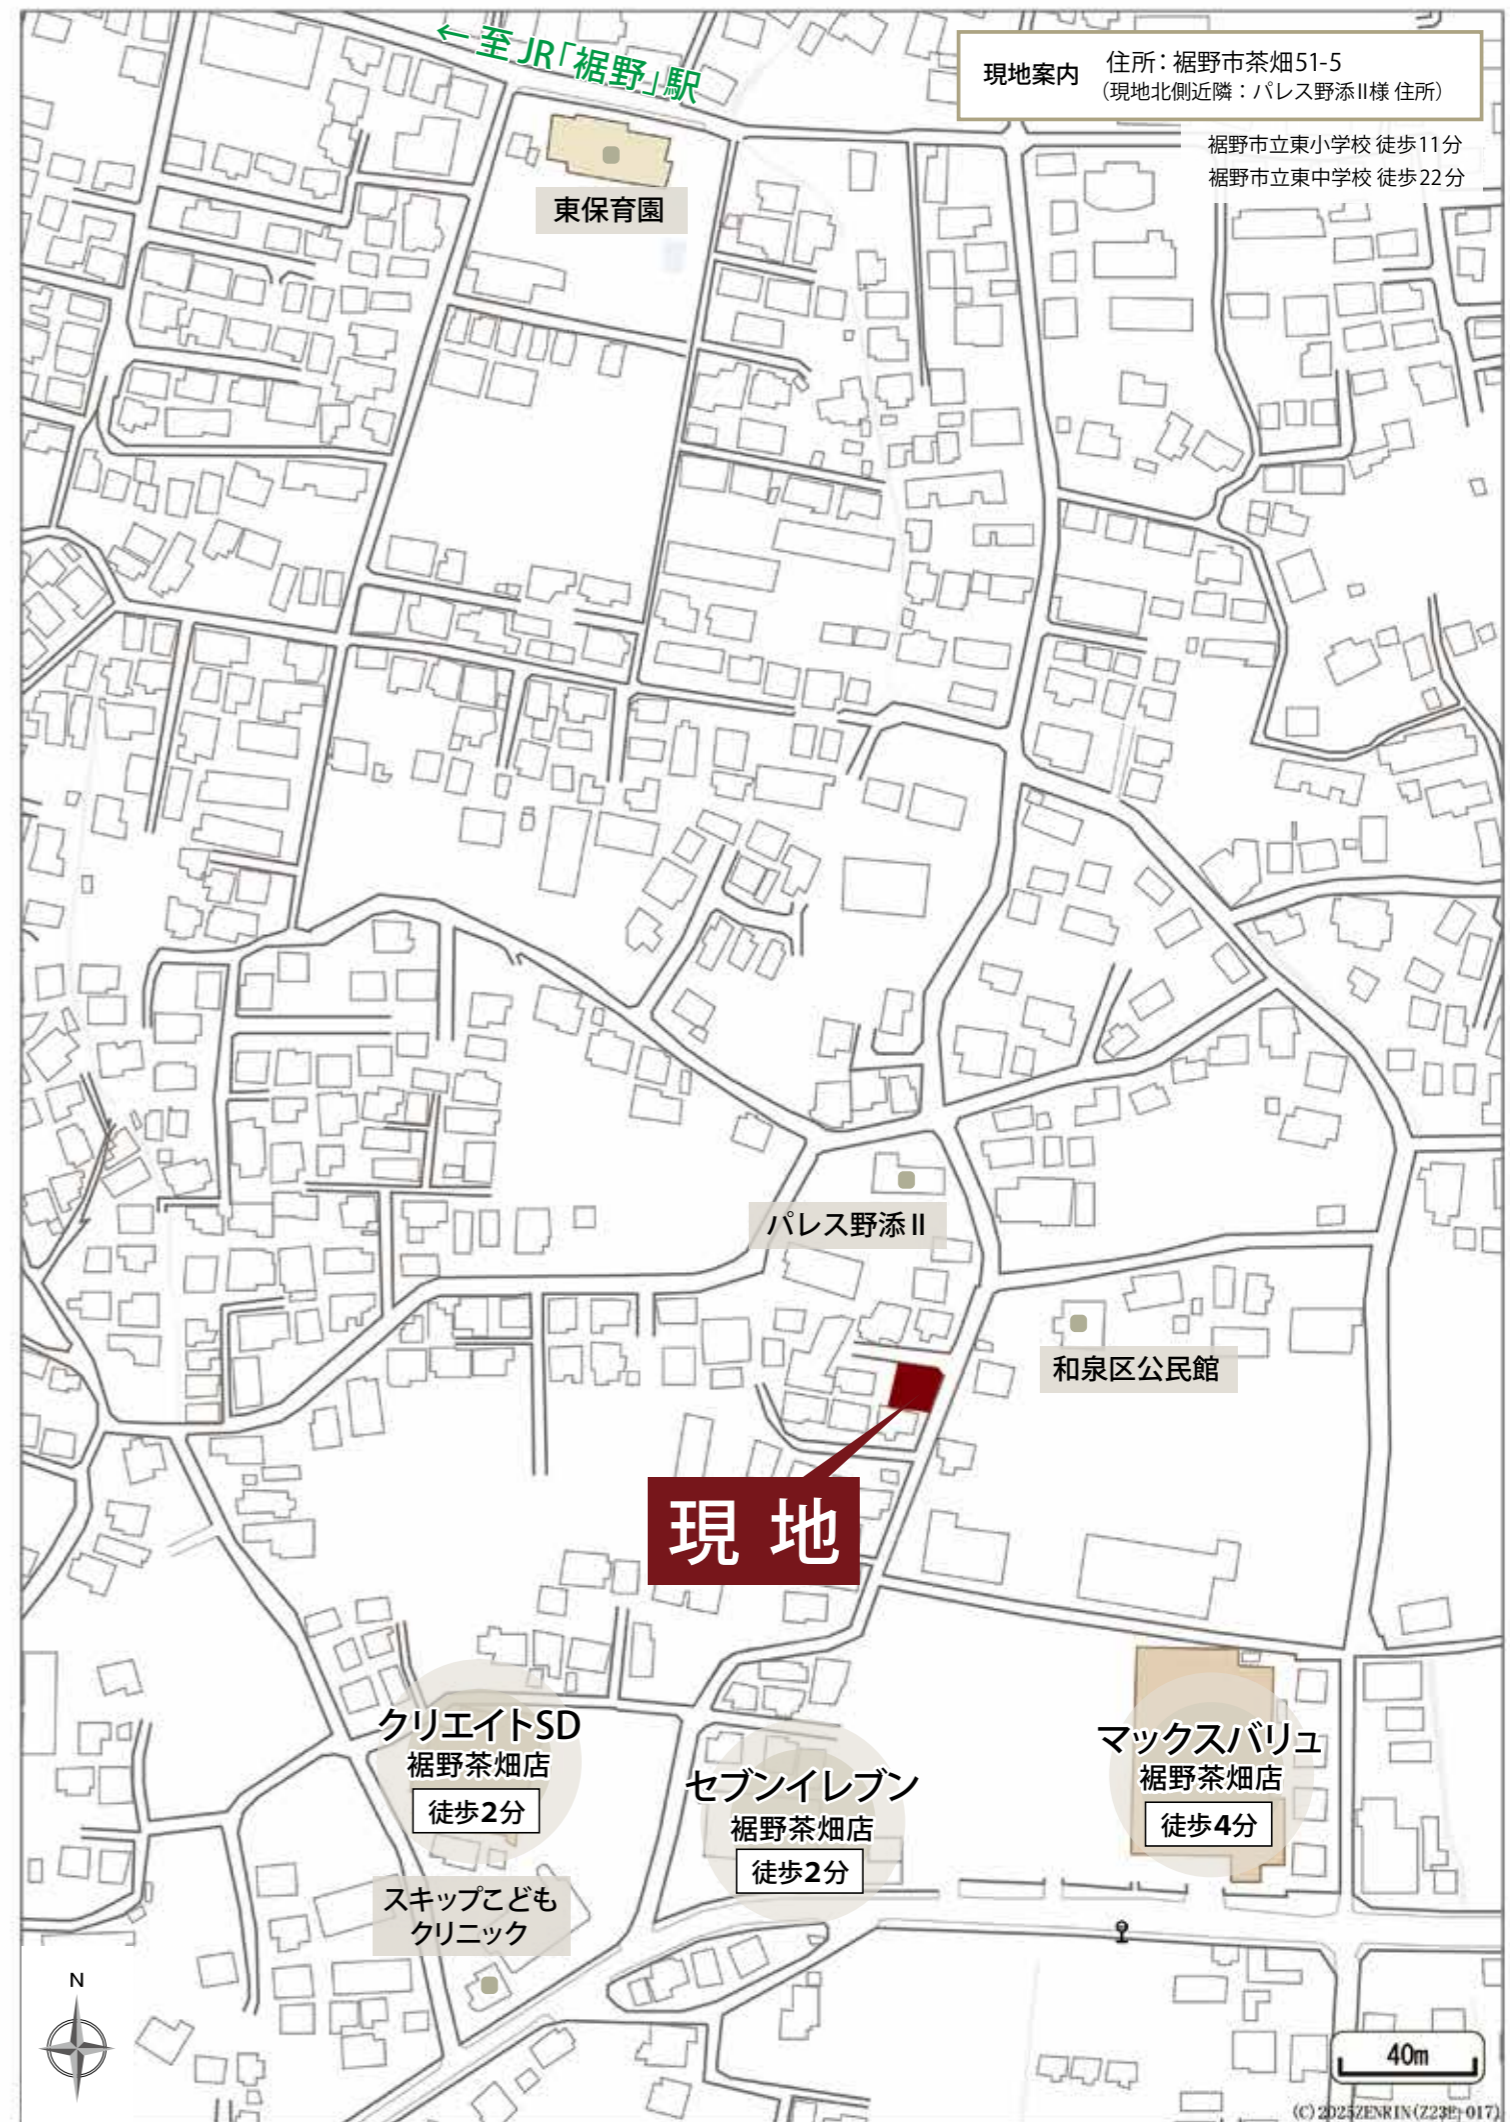 ←至JR「裾野」駅
現地案内
住所：裾野市茶畑51-5
（現地北側近隣：パレス野添Ⅱ様 住所）
裾野市立東小学校 徒歩11分
裾野市立東中学校 徒歩22分
東保育園
パレス野添Ⅱ
和泉区公民館
現地
クリエイトSD
裾野茶畑店
徒歩2分
セブンイレブン
裾野茶畑店
徒歩2分
マックスバリュ
裾野茶畑店
徒歩4分
スキップこども
クリニック
N
40m
(C)2025ZENRIN(Z23E-017)